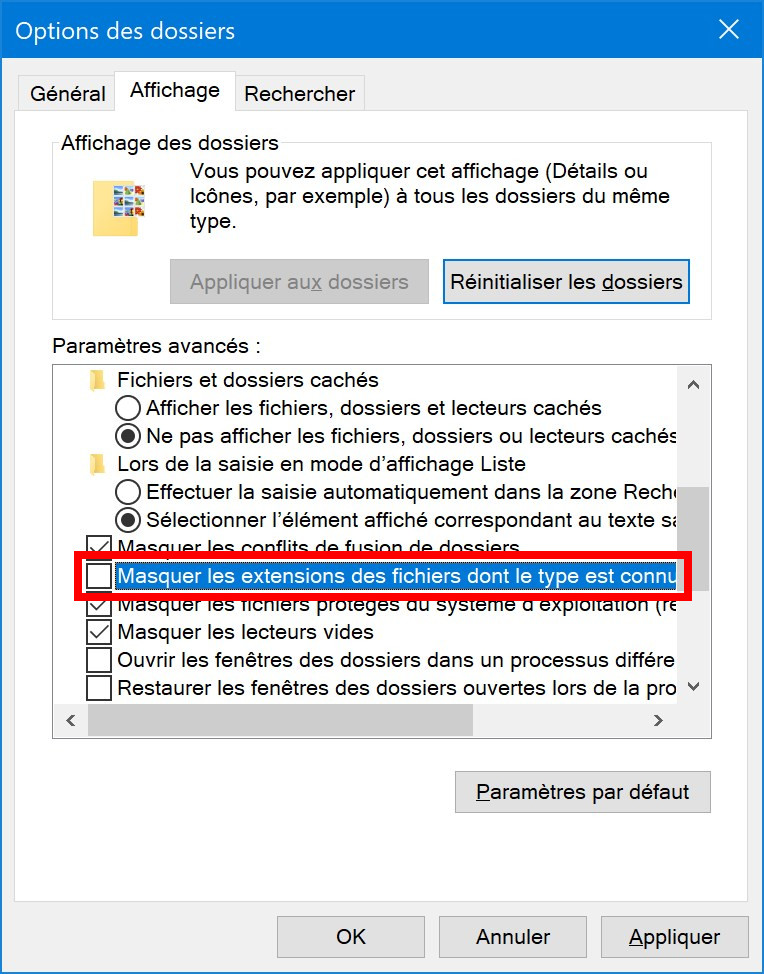 Options des dossiers
Général
Affichage
Rechercher
Affichage des dossiers
Vous pouvez appliquer cet affichage (Détails ou
Icônes, par exemple) à tous les dossiers du même
type.
Appliquer aux dossiers
Réinitialiser les dossiers
Paramètres avancés :
Fichiers et dossiers cachés
Afficher les fichiers, dossiers et lecteurs cachés
Ne pas afficher les fichiers, dossiers ou lecteurs cachés
Lors de la saisie en mode d’affichage Liste
Effectuer la saisie automatiquement dans la zone Reche
Sélectionner l’élément affiché correspondant au texte sa
Masquer les conflits de fusion de dossiers
Masquer les extensions des fichiers dont le type est connu
Masquer les fichiers protégés du système d’exploitation (re
Masquer les lecteurs vides
Ouvrir les fenêtres des dossiers dans un processus différe
Restaurer les fenêtres des dossiers ouvertes lors de la pro
Paramètres par défaut
OK
Annuler
Appliquer